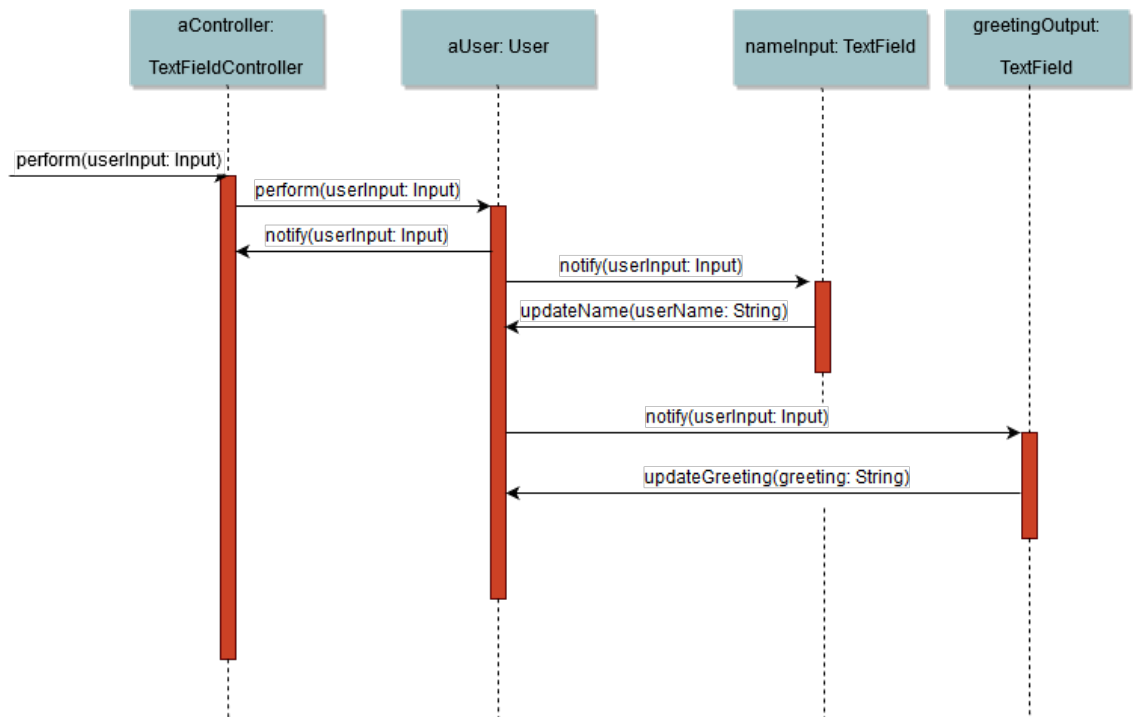 aController:
TextFieldController
aUser: User
nameInput: TextField
greetingOutput:
TextField
perform(userInput: Input)
perform(userInput: Input)
notify(userInput: Input)
notify(userInput: Input)
updateName(userName: String)
notify(userInput: Input)
updateGreeting(greeting: String)